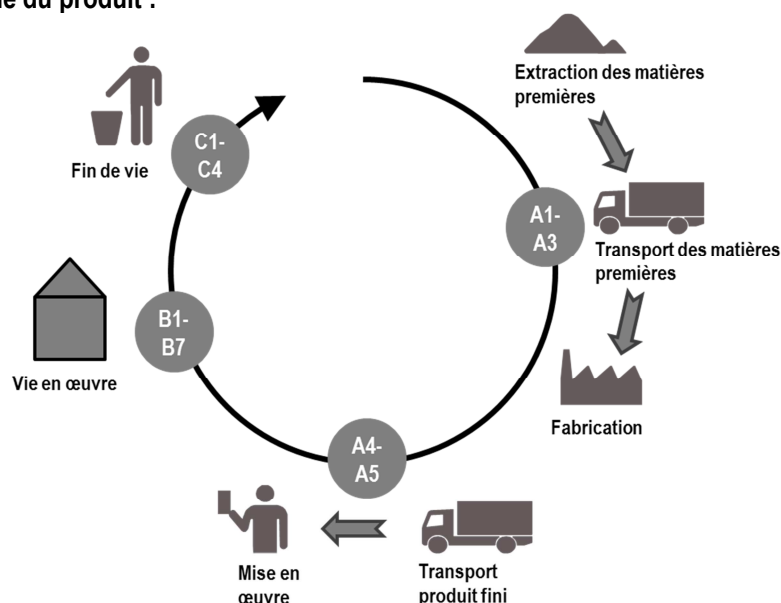 du produit :
Extraction des matières
premières
A1-
A3
Transport des matières
premières
Fabrication
A4-
A5
Transport
produit fini
Mise en
œuvre
B1-
B7
Vie en œuvre
C1-
C4
Fin de vie